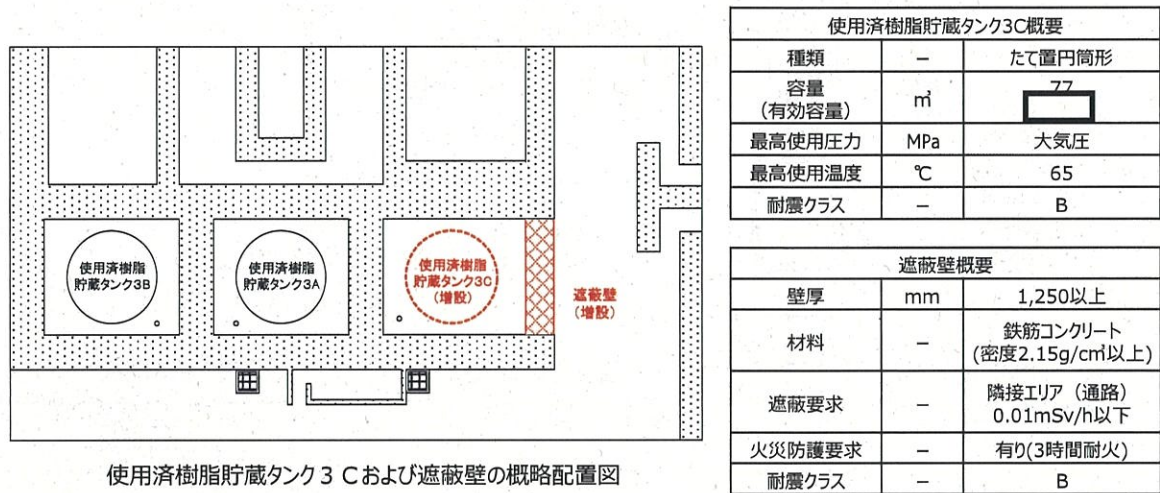 使用済樹脂
貯蔵タンク3B
使用済樹脂
貯蔵タンク3A
使用済樹脂
貯蔵タンク3C
(増設)
遮蔽壁
(増設)
使用済樹脂貯蔵タンク3Cおよび遮蔽壁の概略配置図
使用済樹脂貯蔵タンク3C概要
種類 － たて置円筒形
容量
(有効容量) ㎥ 77
最高使用圧力 MPa 大気圧
最高使用温度 ℃ 65
耐震クラス － B
遮蔽壁概要
壁厚 mm 1,250以上
材料 － 鉄筋コンクリート
(密度2.15g/c㎥以上)
遮蔽要求 － 隣接エリア（通路）
0.01mSv/h以下
火災防護要求 － 有り(3時間耐火)
耐震クラス － B